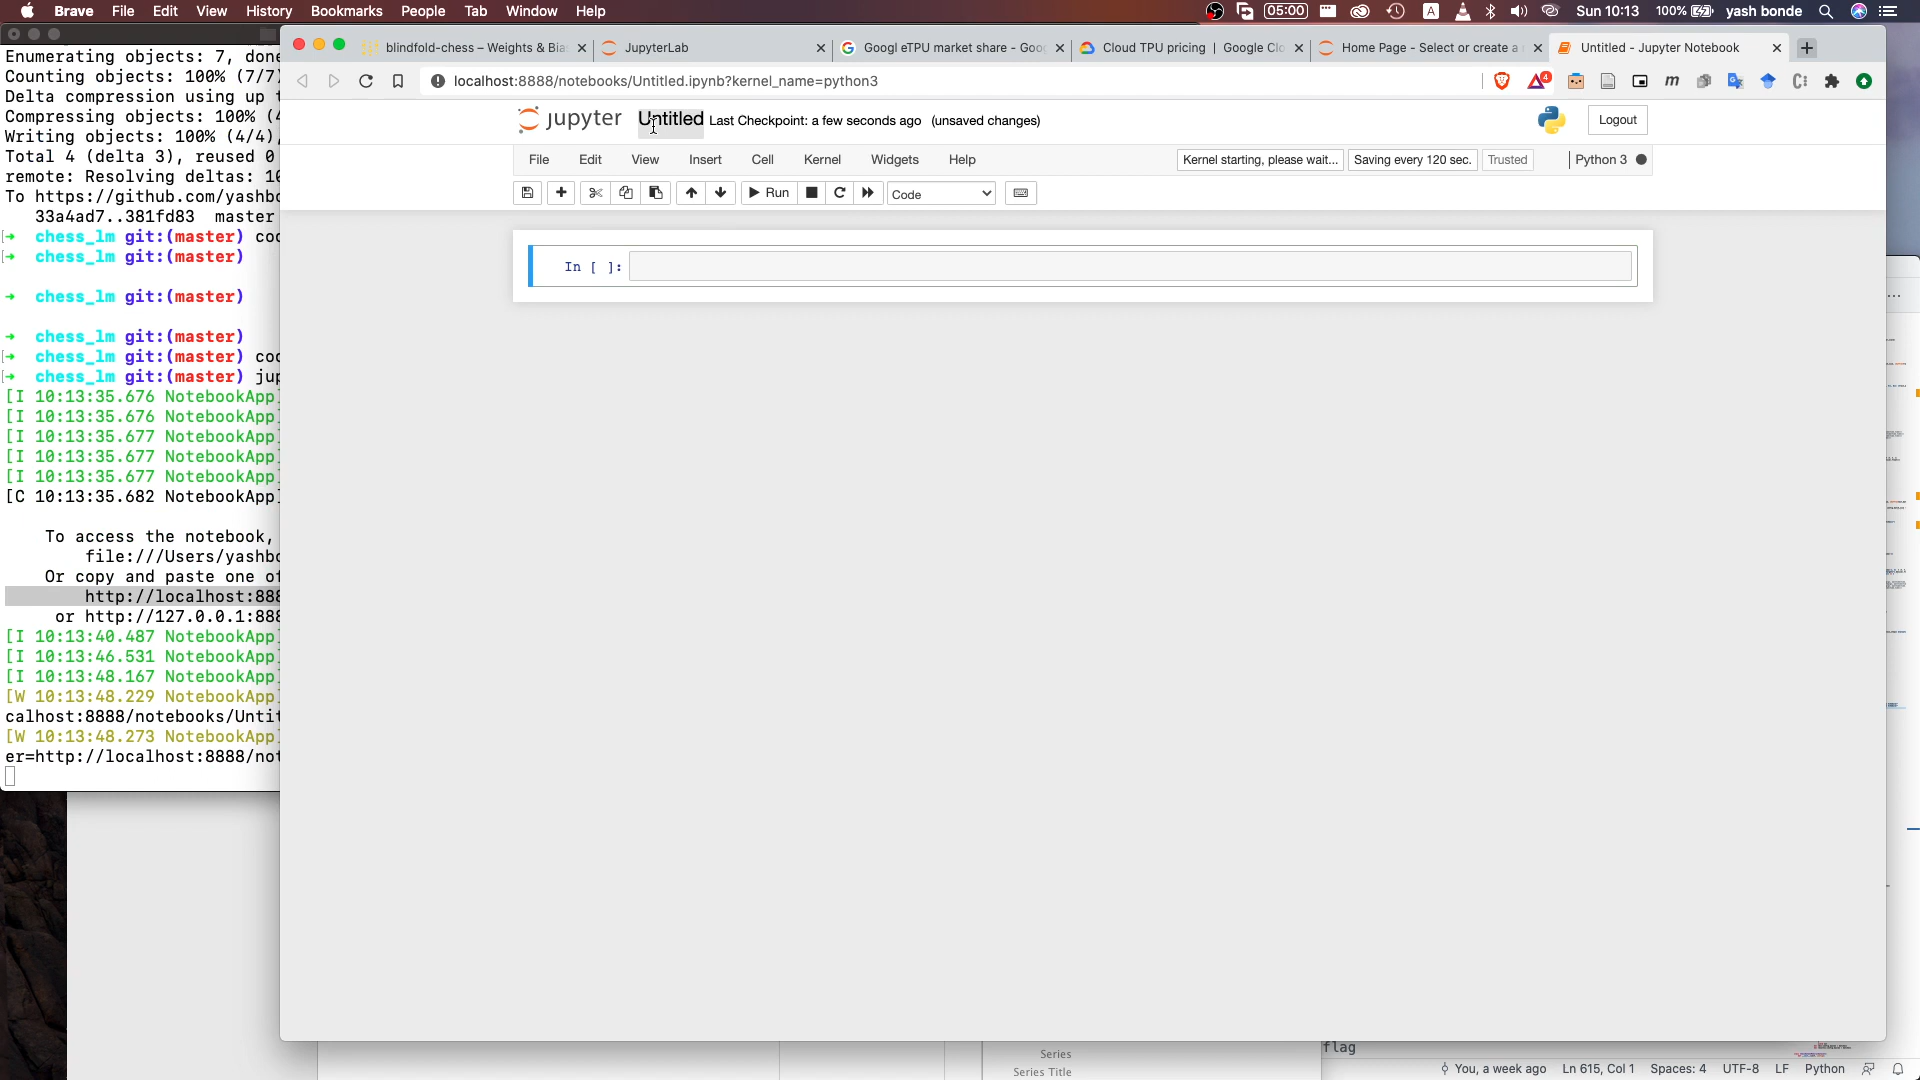 Brave File Edit View History Bookmarks People Tab Window Help
05:00 A Sun 10:13 100% yash bonde
blindfold-chess – Weights & Bia
JupyterLab
Googl eTPU market share - Goo
Cloud TPU pricing | Google Clo
Home Page - Select or create a
Untitled - Jupyter Notebook
localhost:8888/notebooks/Untitled.ipynb?kernel_name=python3
4
jupyter Untitled Last Checkpoint: a few seconds ago (unsaved changes)
Logout
File Edit View Insert Cell Kernel Widgets Help
Kernel starting, please wait... Saving every 120 sec. Trusted Python 3
Run Code
In [ ]:
Enumerating objects: 7, done
Counting objects: 100% (7/7)
Delta compression using up t
Compressing objects: 100% (4
Writing objects: 100% (4/4),
Total 4 (delta 3), reused 0
remote: Resolving deltas: 10
To https://github.com/yashbo
33a4ad7..381fd83 master
chess_lm git:(master) cod
chess_lm git:(master)
chess_lm git:(master)
chess_lm git:(master)
chess_lm git:(master) cod
chess_lm git:(master) jup
[I 10:13:35.676 NotebookApp]
[I 10:13:35.676 NotebookApp]
[I 10:13:35.677 NotebookApp]
[I 10:13:35.677 NotebookApp]
[I 10:13:35.677 NotebookApp]
[C 10:13:35.682 NotebookApp]
To access the notebook,
file:///Users/yashbo
Or copy and paste one of
http://localhost:888
or http://127.0.0.1:888
[I 10:13:40.487 NotebookApp]
[I 10:13:46.531 NotebookApp]
[I 10:13:48.167 NotebookApp]
[W 10:13:48.229 NotebookApp]
calhost:8888/notebooks/Untit
[W 10:13:48.273 NotebookApp]
er=http://localhost:8888/not
Series
Series Title
flag
You, a week ago Ln 615, Col 1 Spaces: 4 UTF-8 LF Python